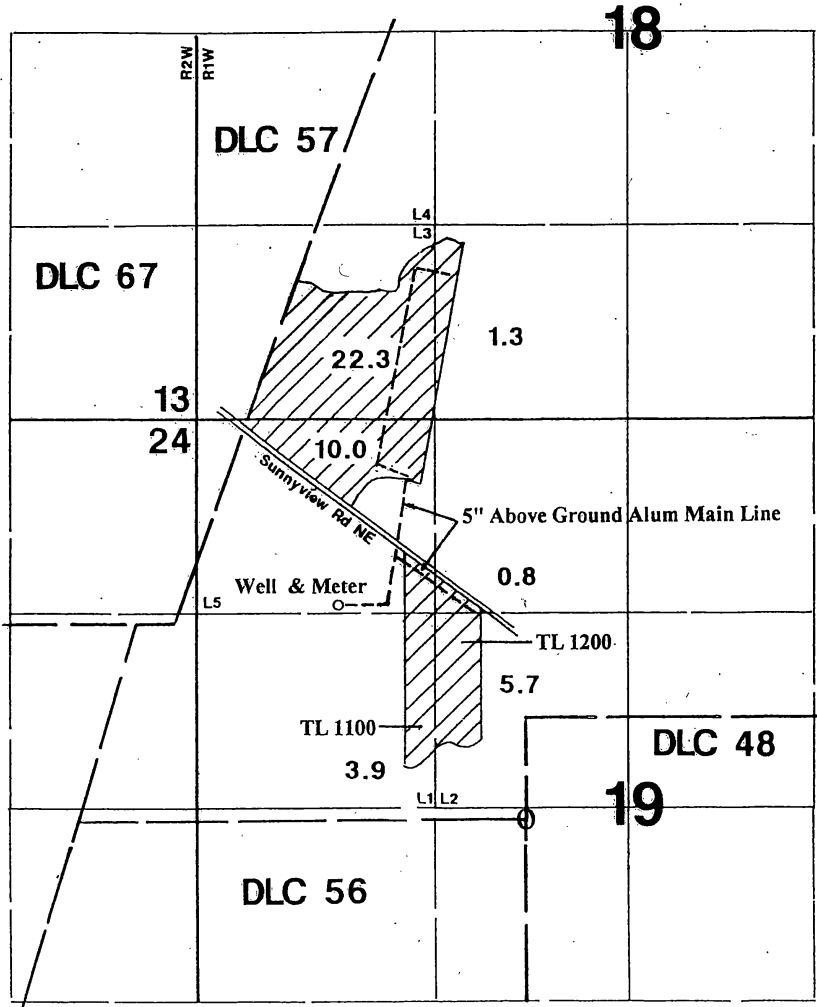 18
R2W
R1W
DLC 57
L4
L3
DLC 67
1.3
22.3
13
24
10.0
Sunnyview Rd NE
5" Above Ground Alum Main Line
0.8
Well & Meter
L5
TL 1200
5.7
TL 1100
DLC 48
3.9
L1 L2
19
DLC 56